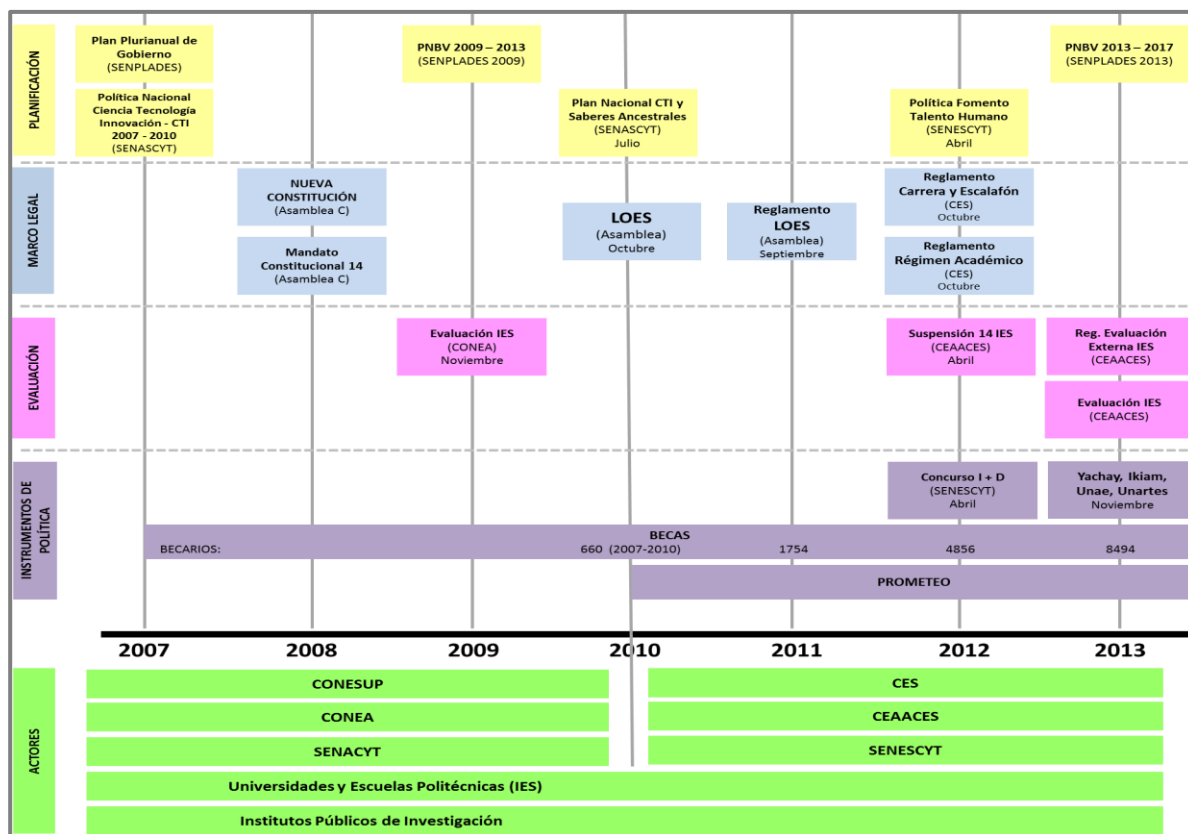 PLANIFICACIÓN
Plan Plurianual de
Gobierno
(SENPLADES)
Política Nacional
Ciencia Tecnología
Innovación - CTI
2007 - 2010
(SENASCYT)
PNBV 2009 – 2013
(SENPLADES 2009)
Plan Nacional CTI y
Saberes Ancestrales
(SENASCYT)
Julio
Política Fomento
Talento Humano
(SENESCYT)
Abril
PNBV 2013 – 2017
(SENPLADES 2013)
MARCO LEGAL
NUEVA
CONSTITUCIÓN
(Asamblea C)
Mandato
Constitucional 14
(Asamblea C)
LOES
(Asamblea)
Octubre
Reglamento
LOES
(Asamblea)
Septiembre
Reglamento
Carrera y Escalafón
(CES)
Octubre
Reglamento
Régimen Académico
(CES)
Octubre
EVALUACIÓN
Evaluación IES
(CONEA)
Noviembre
Suspensión 14 IES
(CEAACES)
Abril
Reg. Evaluación
Externa IES
(CEAACES)
Evaluación IES
(CEAACES)
INSTRUMENTOS DE
POLÍTICA
Concurso I + D
(SENESCYT)
Abril
Yachay, Ikiam,
Unae, Unartes
Noviembre
BECAS
BECARIOS: 660 (2007-2010) 1754 4856 8494
PROMETEO
2007 2008 2009 2010 2011 2012 2013
ACTORES
CONESUP CES
CONEA CEAACES
SENACYT SENESCYT
Universidades y Escuelas Politécnicas (IES)
Institutos Públicos de Investigación